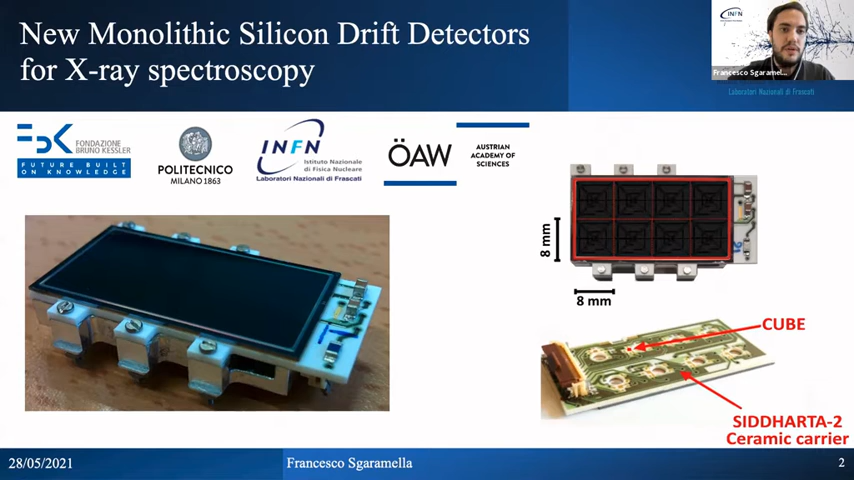 New Monolithic Silicon Drift Detectors
for X-ray spectroscopy
INFN
Francesco Sgaramel...
Laboratori Nazionali di Frascati
FBK
FONDAZIONE
BRUNO KESSLER
FUTURE BUILT
ON KNOWLEDGE
POLITECNICO
MILANO 1863
INFN
Istituto Nazionale
di Fisica Nucleare
Laboratori Nazionali di Frascati
ÖAW
AUSTRIAN
ACADEMY OF
SCIENCES
8 mm
8 mm
CUBE
SIDDHARTA-2
Ceramic carrier
28/05/2021
Francesco Sgaramella
2